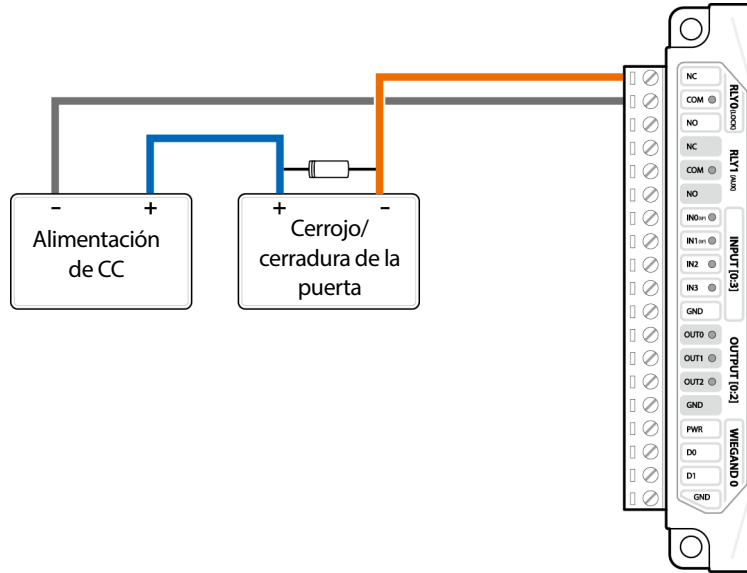 NC
COM
NO
RLY0 (LOCK)
NC
COM
NO
RLY1 (AUX)
IN0(SP)
IN1(SP)
IN2
IN3
GND
INPUT [0:3]
OUT0
OUT1
OUT2
GND
OUTPUT [0:2]
PWR
D0
D1
GND
WIEGAND 0
- +
Alimentación
de CC
+ -
Cerrojo/
cerradura de la
puerta